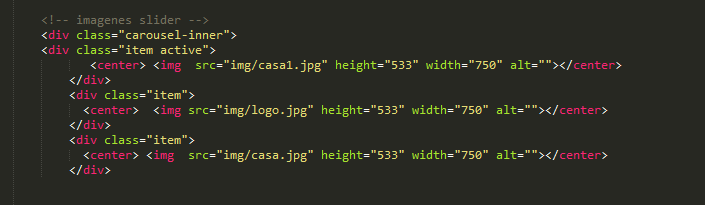 <!-- imagenes slider -->
<div class="carousel-inner">
<div class="item active">
<center> <img  src="img/casa1.jpg" height="533" width="750" alt=""></center>
</div>
<div class="item">
<center>  <img src="img/logo.jpg" height="533" width="750" alt=""></center>
</div>
<div class="item">
<center> <img  src="img/casa.jpg" height="533" width="750" alt=""></center>
</div>